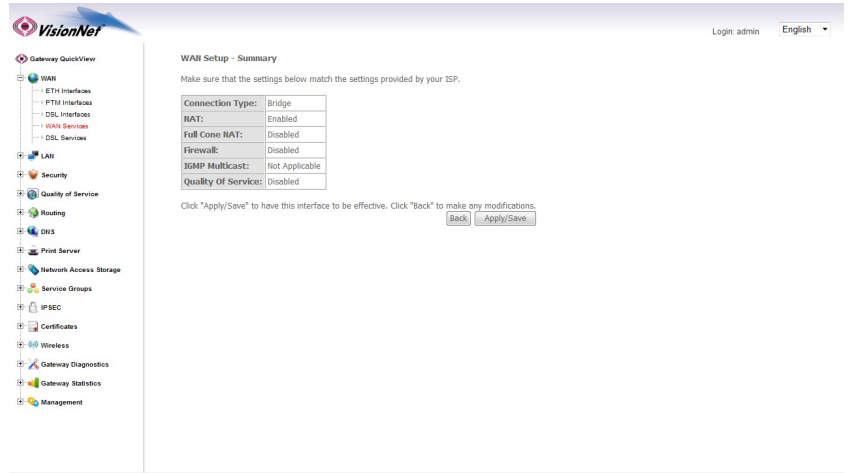 VisionNet
Login: admin
English
Gateway QuickView
WAN
ETH Interfaces
PTM Interfaces
DSL Interfaces
WAN Services
DSL Services
LAN
Security
Quality of Service
Routing
DNS
Print Server
Network Access Storage
Service Groups
IPSEC
Certificates
Wireless
Gateway Diagnostics
Gateway Statistics
Management
WAN Setup - Summary
Make sure that the settings below match the settings provided by your ISP.
Connection Type: Bridge
NAT: Enabled
Full Cone NAT: Disabled
Firewall: Disabled
IGMP Multicast: Not Applicable
Quality Of Service: Disabled
Click "Apply/Save" to have this interface to be effective. Click "Back" to make any modifications.
Back Apply/Save